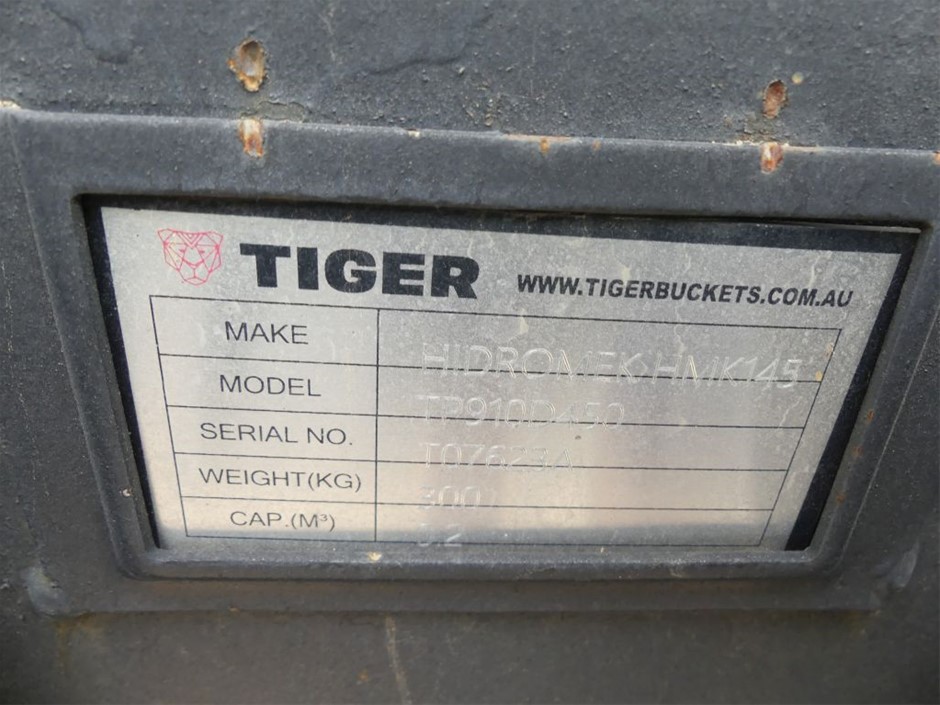 TIGER WWW.TIGERBUCKETS.COM.AU
MAKE HIDROMEK HMK145
MODEL TP910D450
SERIAL NO.
WEIGHT(KG)
CAP.(M³)